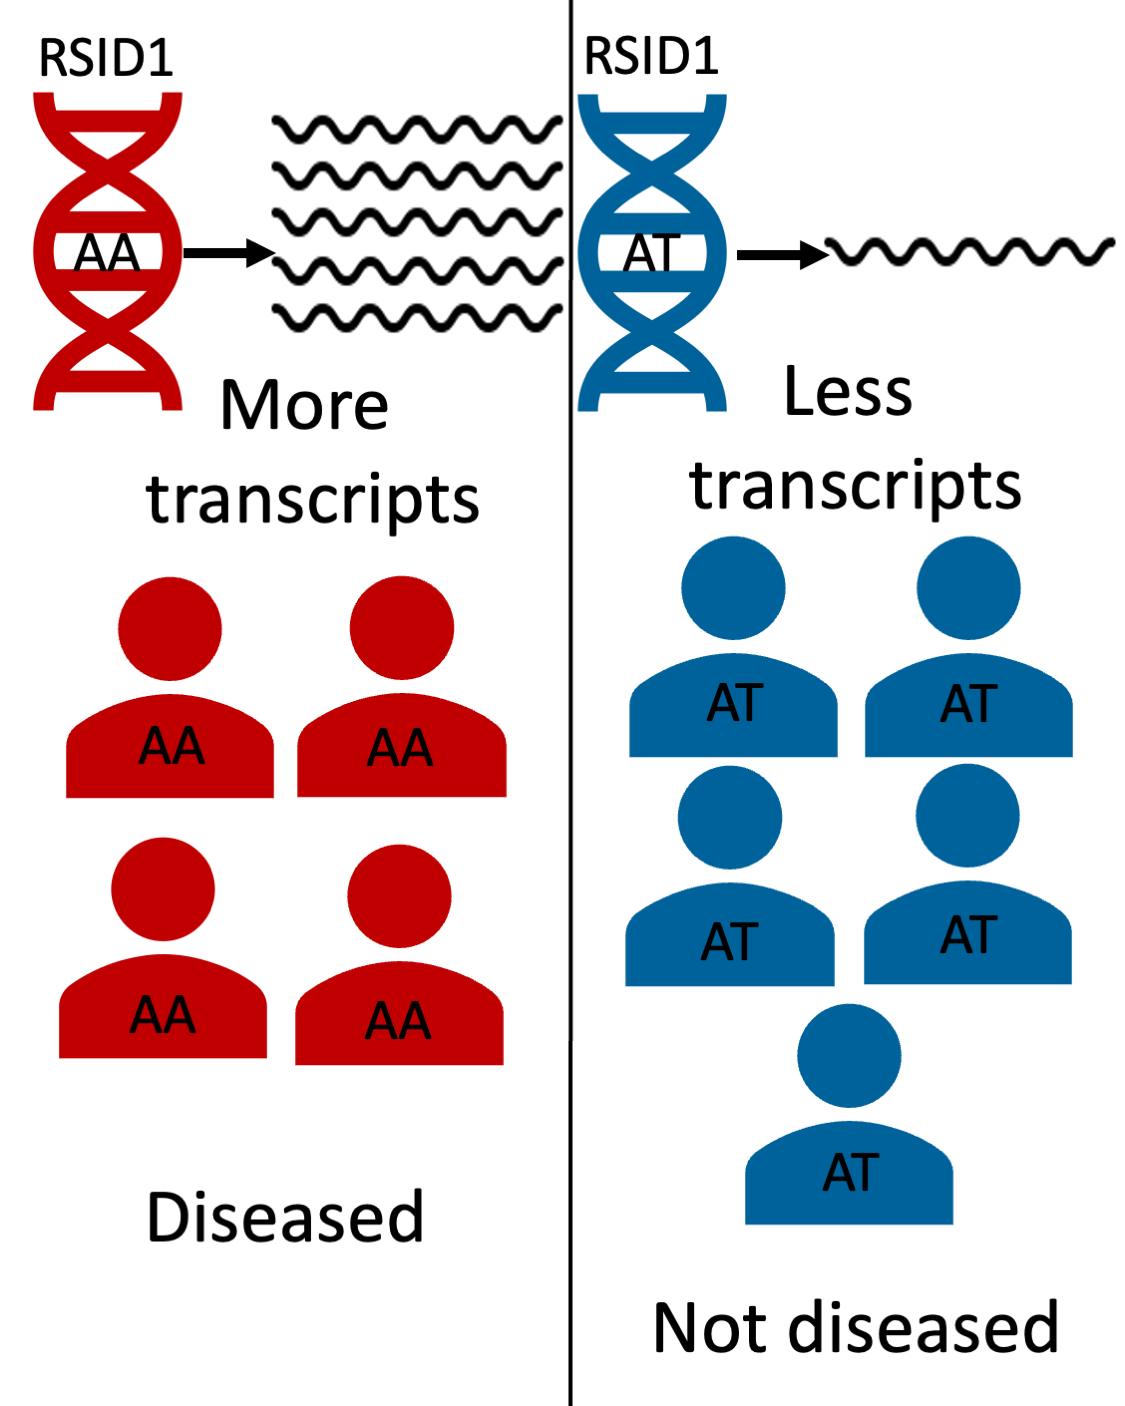 RSID1
AA
More
transcripts
AA
AA
AA
AA
Diseased
RSID1
AT
Less
transcripts
AT
AT
AT
AT
AT
Not diseased